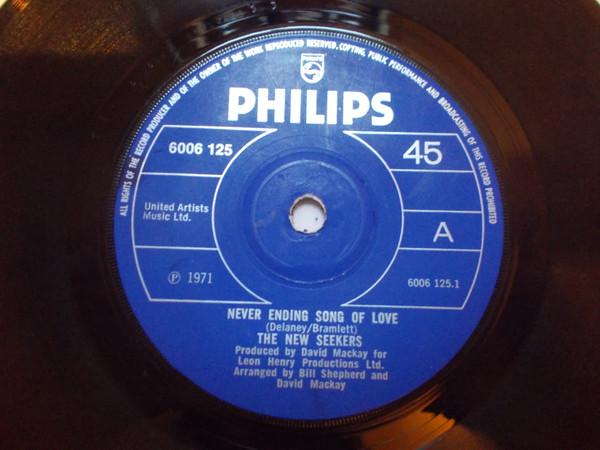 ALL RIGHTS OF THE RECORD PRODUCER AND OF THE OWNER OF THE WORK REPRODUCED RESERVED. COPYING, PUBLIC PERFORMANCE AND BROADCASTING OF THIS RECORD PROHIBITED
PHILIPS
PHILIPS
6006 125
45
United Artists
Music Ltd.
A
℗ 1971
6006 125.1
NEVER ENDING SONG OF LOVE
(Delaney/Bramlett)
THE NEW SEEKERS
Produced by David Mackay for
Leon Henry Productions Ltd.
Arranged by Bill Shepherd and
David Mackay